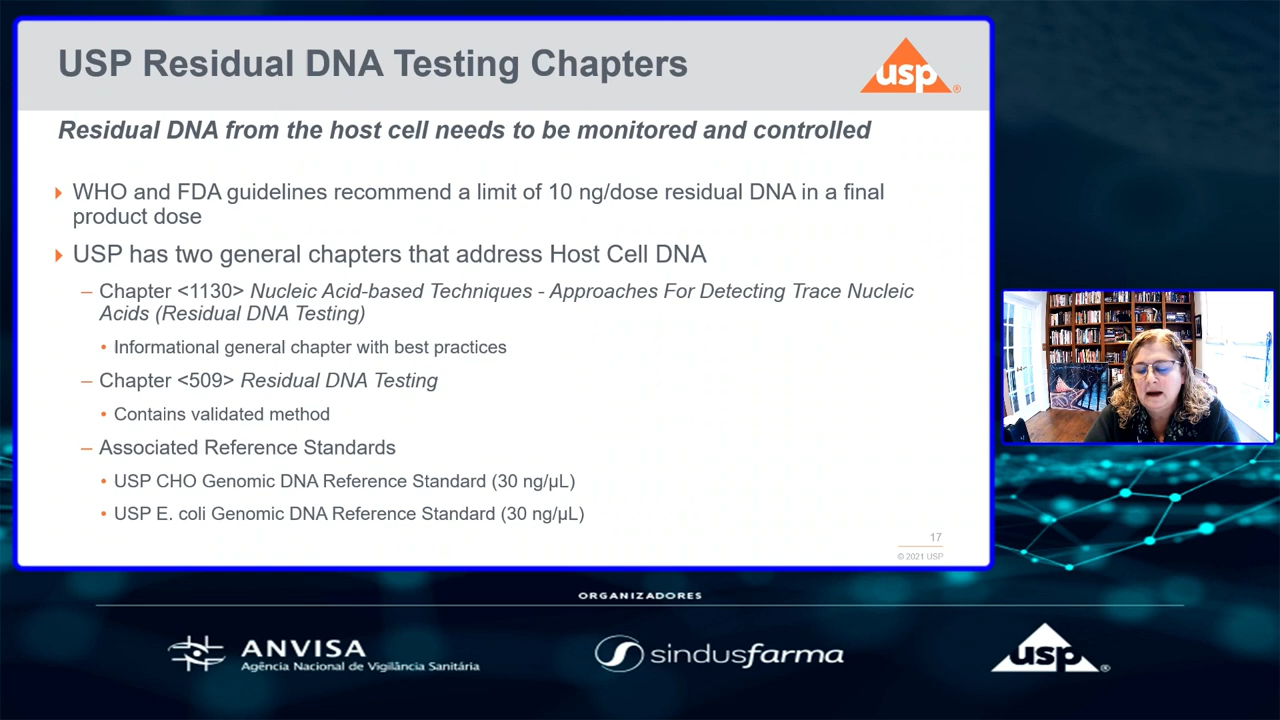 USP Residual DNA Testing Chapters
usp®
Residual DNA from the host cell needs to be monitored and controlled
WHO and FDA guidelines recommend a limit of 10 ng/dose residual DNA in a final
product dose
USP has two general chapters that address Host Cell DNA
– Chapter <1130> Nucleic Acid-based Techniques - Approaches For Detecting Trace Nucleic
Acids (Residual DNA Testing)
• Informational general chapter with best practices
– Chapter <509> Residual DNA Testing
• Contains validated method
– Associated Reference Standards
• USP CHO Genomic DNA Reference Standard (30 ng/µL)
• USP E. coli Genomic DNA Reference Standard (30 ng/µL)
17
© 2021 USP
ORGANIZADORES
ANVISA
Agência Nacional de Vigilância Sanitária
sindusfarma
usp®